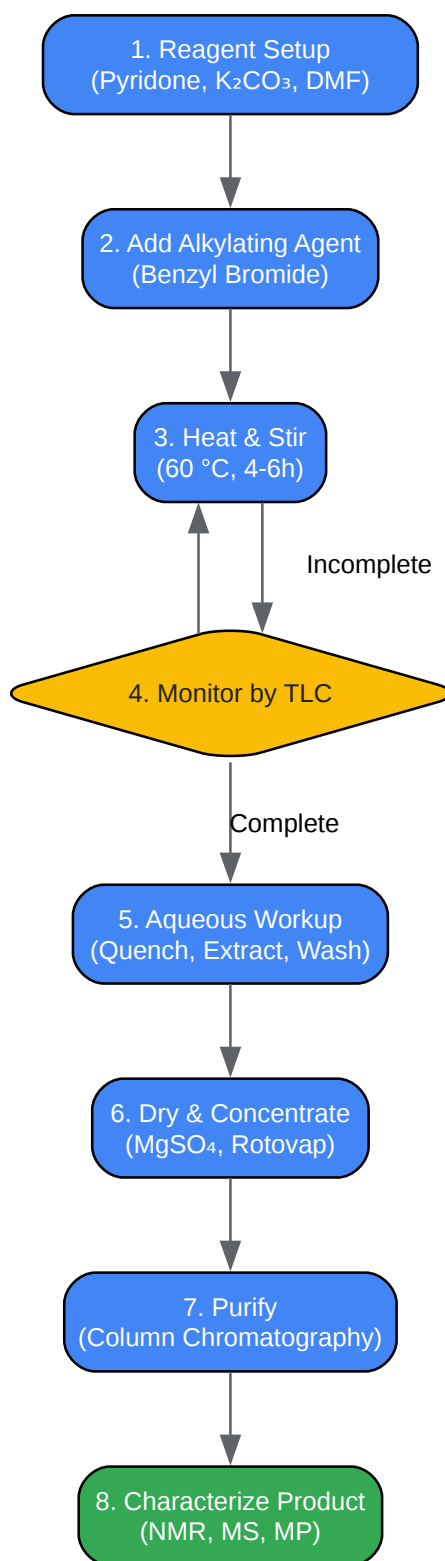 1. Reagent Setup
(Pyridone, K₂CO₃, DMF)
2. Add Alkylating Agent
(Benzyl Bromide)
3. Heat & Stir
(60 °C, 4-6h)
Incomplete
4. Monitor by TLC
Complete
5. Aqueous Workup
(Quench, Extract, Wash)
6. Dry & Concentrate
(MgSO₄, Rotovap)
7. Purify
(Column Chromatography)
8. Characterize Product
(NMR, MS, MP)